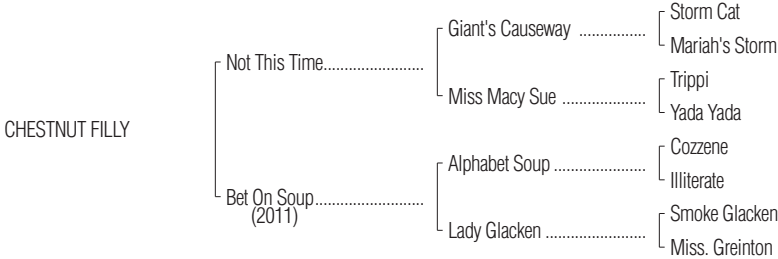 Storm Cat
Giant's Causeway ................
Mariah's Storm
Not This Time........................
Trippi
Miss Macy Sue ....................
Yada Yada
CHESTNUT FILLY
Cozzene
Alphabet Soup ......................
Illiterate
Bet On Soup..........................
(2011)
Smoke Glacken
Lady Glacken ........................
Miss. Greinton